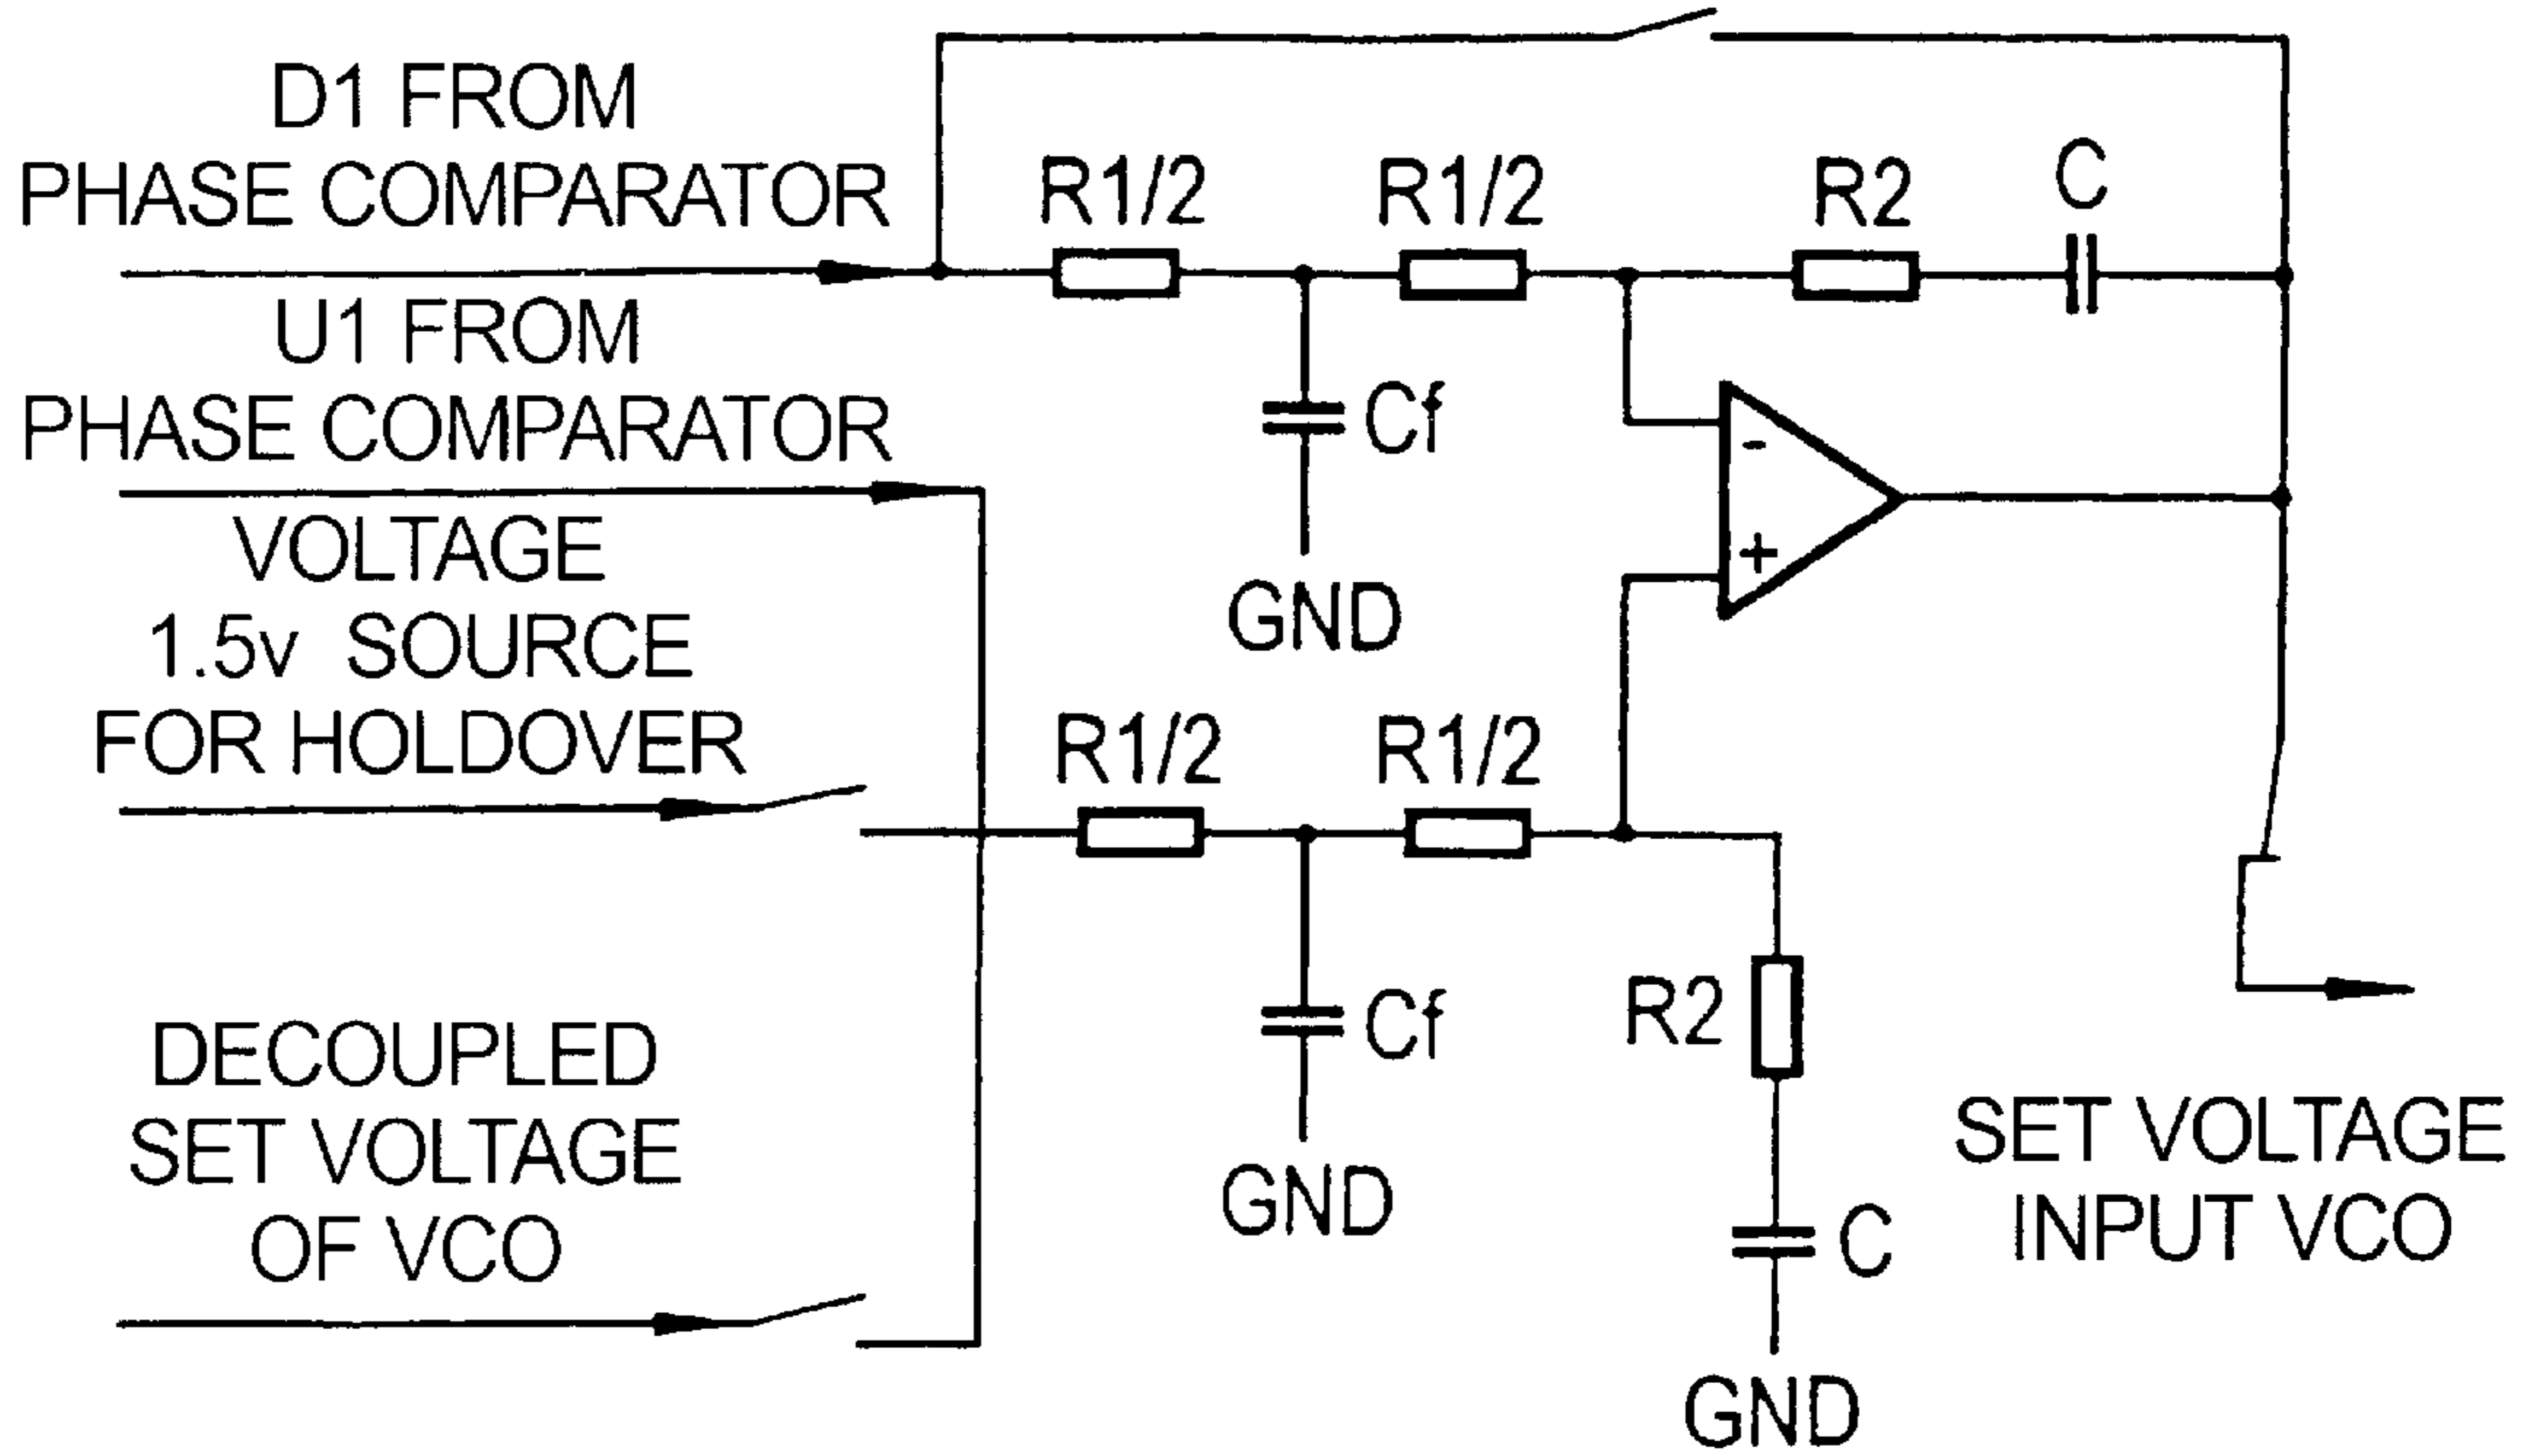 D1 FROM
PHASE COMPARATOR
R1/2
R1/2
R2
C
U1 FROM
PHASE COMPARATOR
Cf
-
+
GND
VOLTAGE
1.5v SOURCE
FOR HOLDOVER
R1/2
R1/2
Cf
R2
GND
DECOUPLED
SET VOLTAGE
OF VCO
C
GND
SET VOLTAGE
INPUT VCO